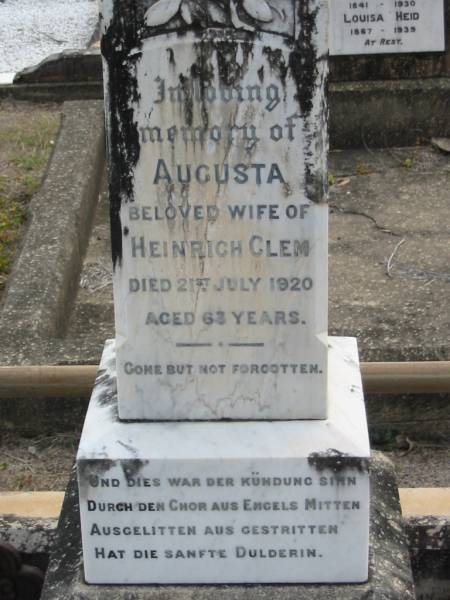 1841 - 1930
LOUISA HEID
1867 - 1939
AT REST.
In loving
memory of
AUGUSTA
BELOVED WIFE OF
HEINRICH CLEM
DIED 21ST JULY 1920
AGED 63 YEARS.
GONE BUT NOT FORGOTTEN.
UND DIES WAR DER KÜNDUNG SINN
DURCH DEN CHOR AUS ENGELS MITTEN
AUSGELITTEN AUS GESTRITTEN
HAT DIE SANFTE DULDERIN.